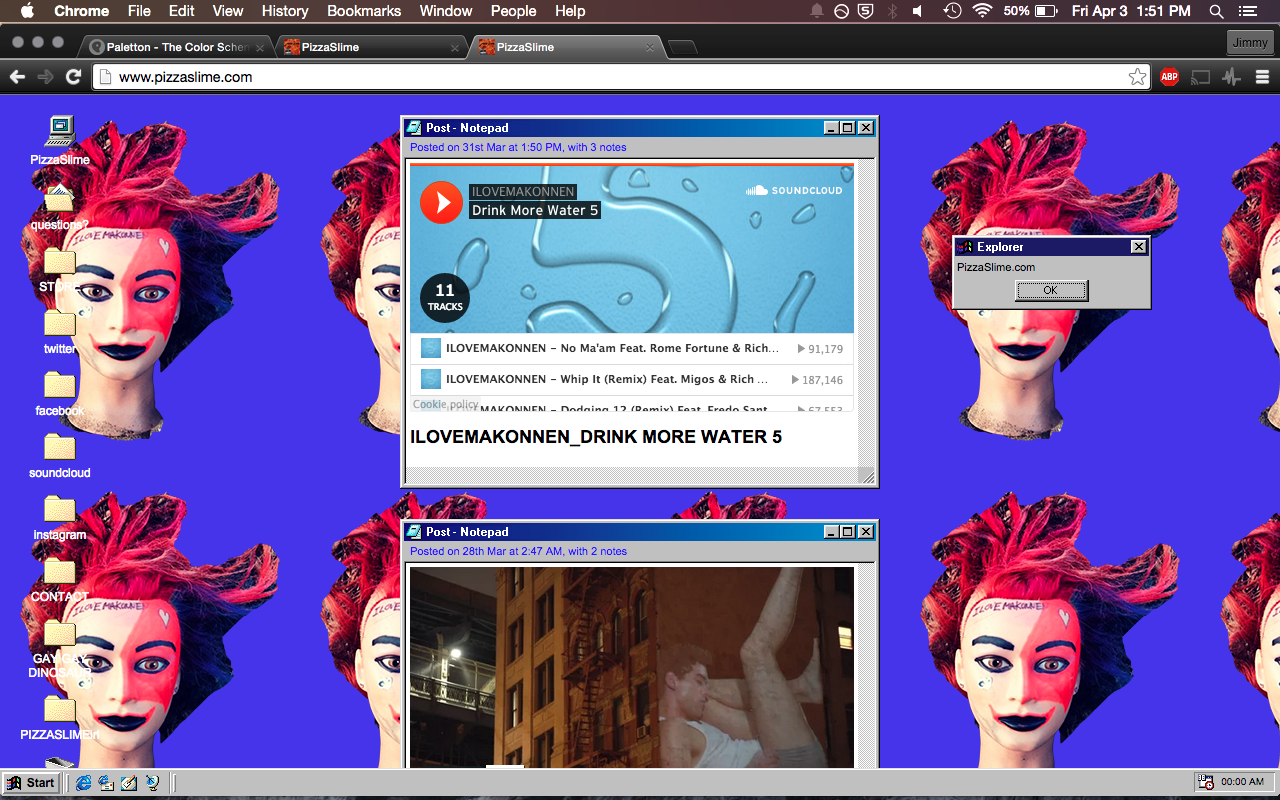 Chrome File Edit View History Bookmarks Window People Help
50% Fri Apr 3 1:51 PM
Paletton - The Color Schem
PizzaSlime
PizzaSlime
Jimmy
www.pizzaslime.com
ABP
PizzaSlime
questions?
STORE
twitter
facebook
soundcloud
instagram
CONTACT
GAY GAY
PIZZASLIMEirl
Post - Notepad
Posted on 31st Mar at 1:50 PM, with 3 notes
ILOVEMAKONNEN
Drink More Water 5
SOUNDCLOUD
11
TRACKS
ILOVEMAKONNEN – No Ma'am Feat. Rome Fortune & Rich... 91,179
ILOVEMAKONNEN – Whip It (Remix) Feat. Migos & Rich ... 187,146
ILOVEMAKONNEN – Dodging 12 (Remix) Feat. Fredo Sant 67,553
Cookie policy
ILOVEMAKONNEN_DRINK MORE WATER 5
Explorer
PizzaSlime.com
OK
ILOVEMAKONNEN
Post - Notepad
Posted on 28th Mar at 2:47 AM, with 2 notes
ILOVEMAKONNEN
Start
00:00 AM